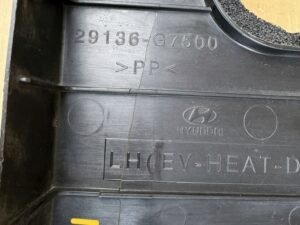 29136-G7500
>PP<
HYUNDAI
LH(EV-HEAT-D